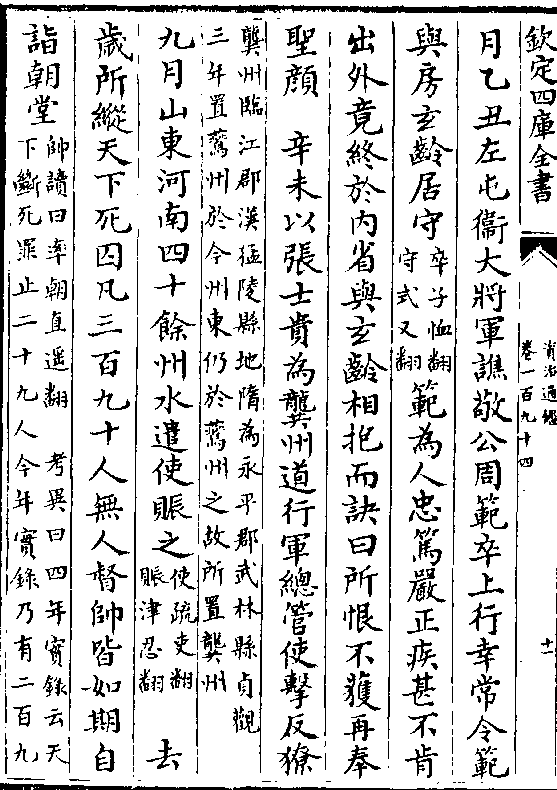 欽定四庫全書
資治通鑑
卷一百九十四
十一
月乙丑左屯衞大將軍譙敬公周範卒上行幸常令範
與房玄齡居守卒子恤翻
守式又翻範為人忠篤嚴正疾甚不肯
出外竟終於内省與玄齡相抱而訣曰所恨不獲再奉
聖顔　辛未以張士貴為龔州道行軍總管使擊反獠
龔州臨江郡漢猛陵縣地隋為永平郡武林縣貞觀
三年置鷰州於今州東仍於鷰州之故所置龔州
九月山東河南四十餘州水遣使賑之使疏吏翻
賑津忍翻　去
歲所縱天下死囚凡三百九十人無人督帥皆如期自
詣朝堂帥讀曰率朝直遥翻　考異曰四年實錄云天
下斷死罪止二十九人今年實錄乃有二百九